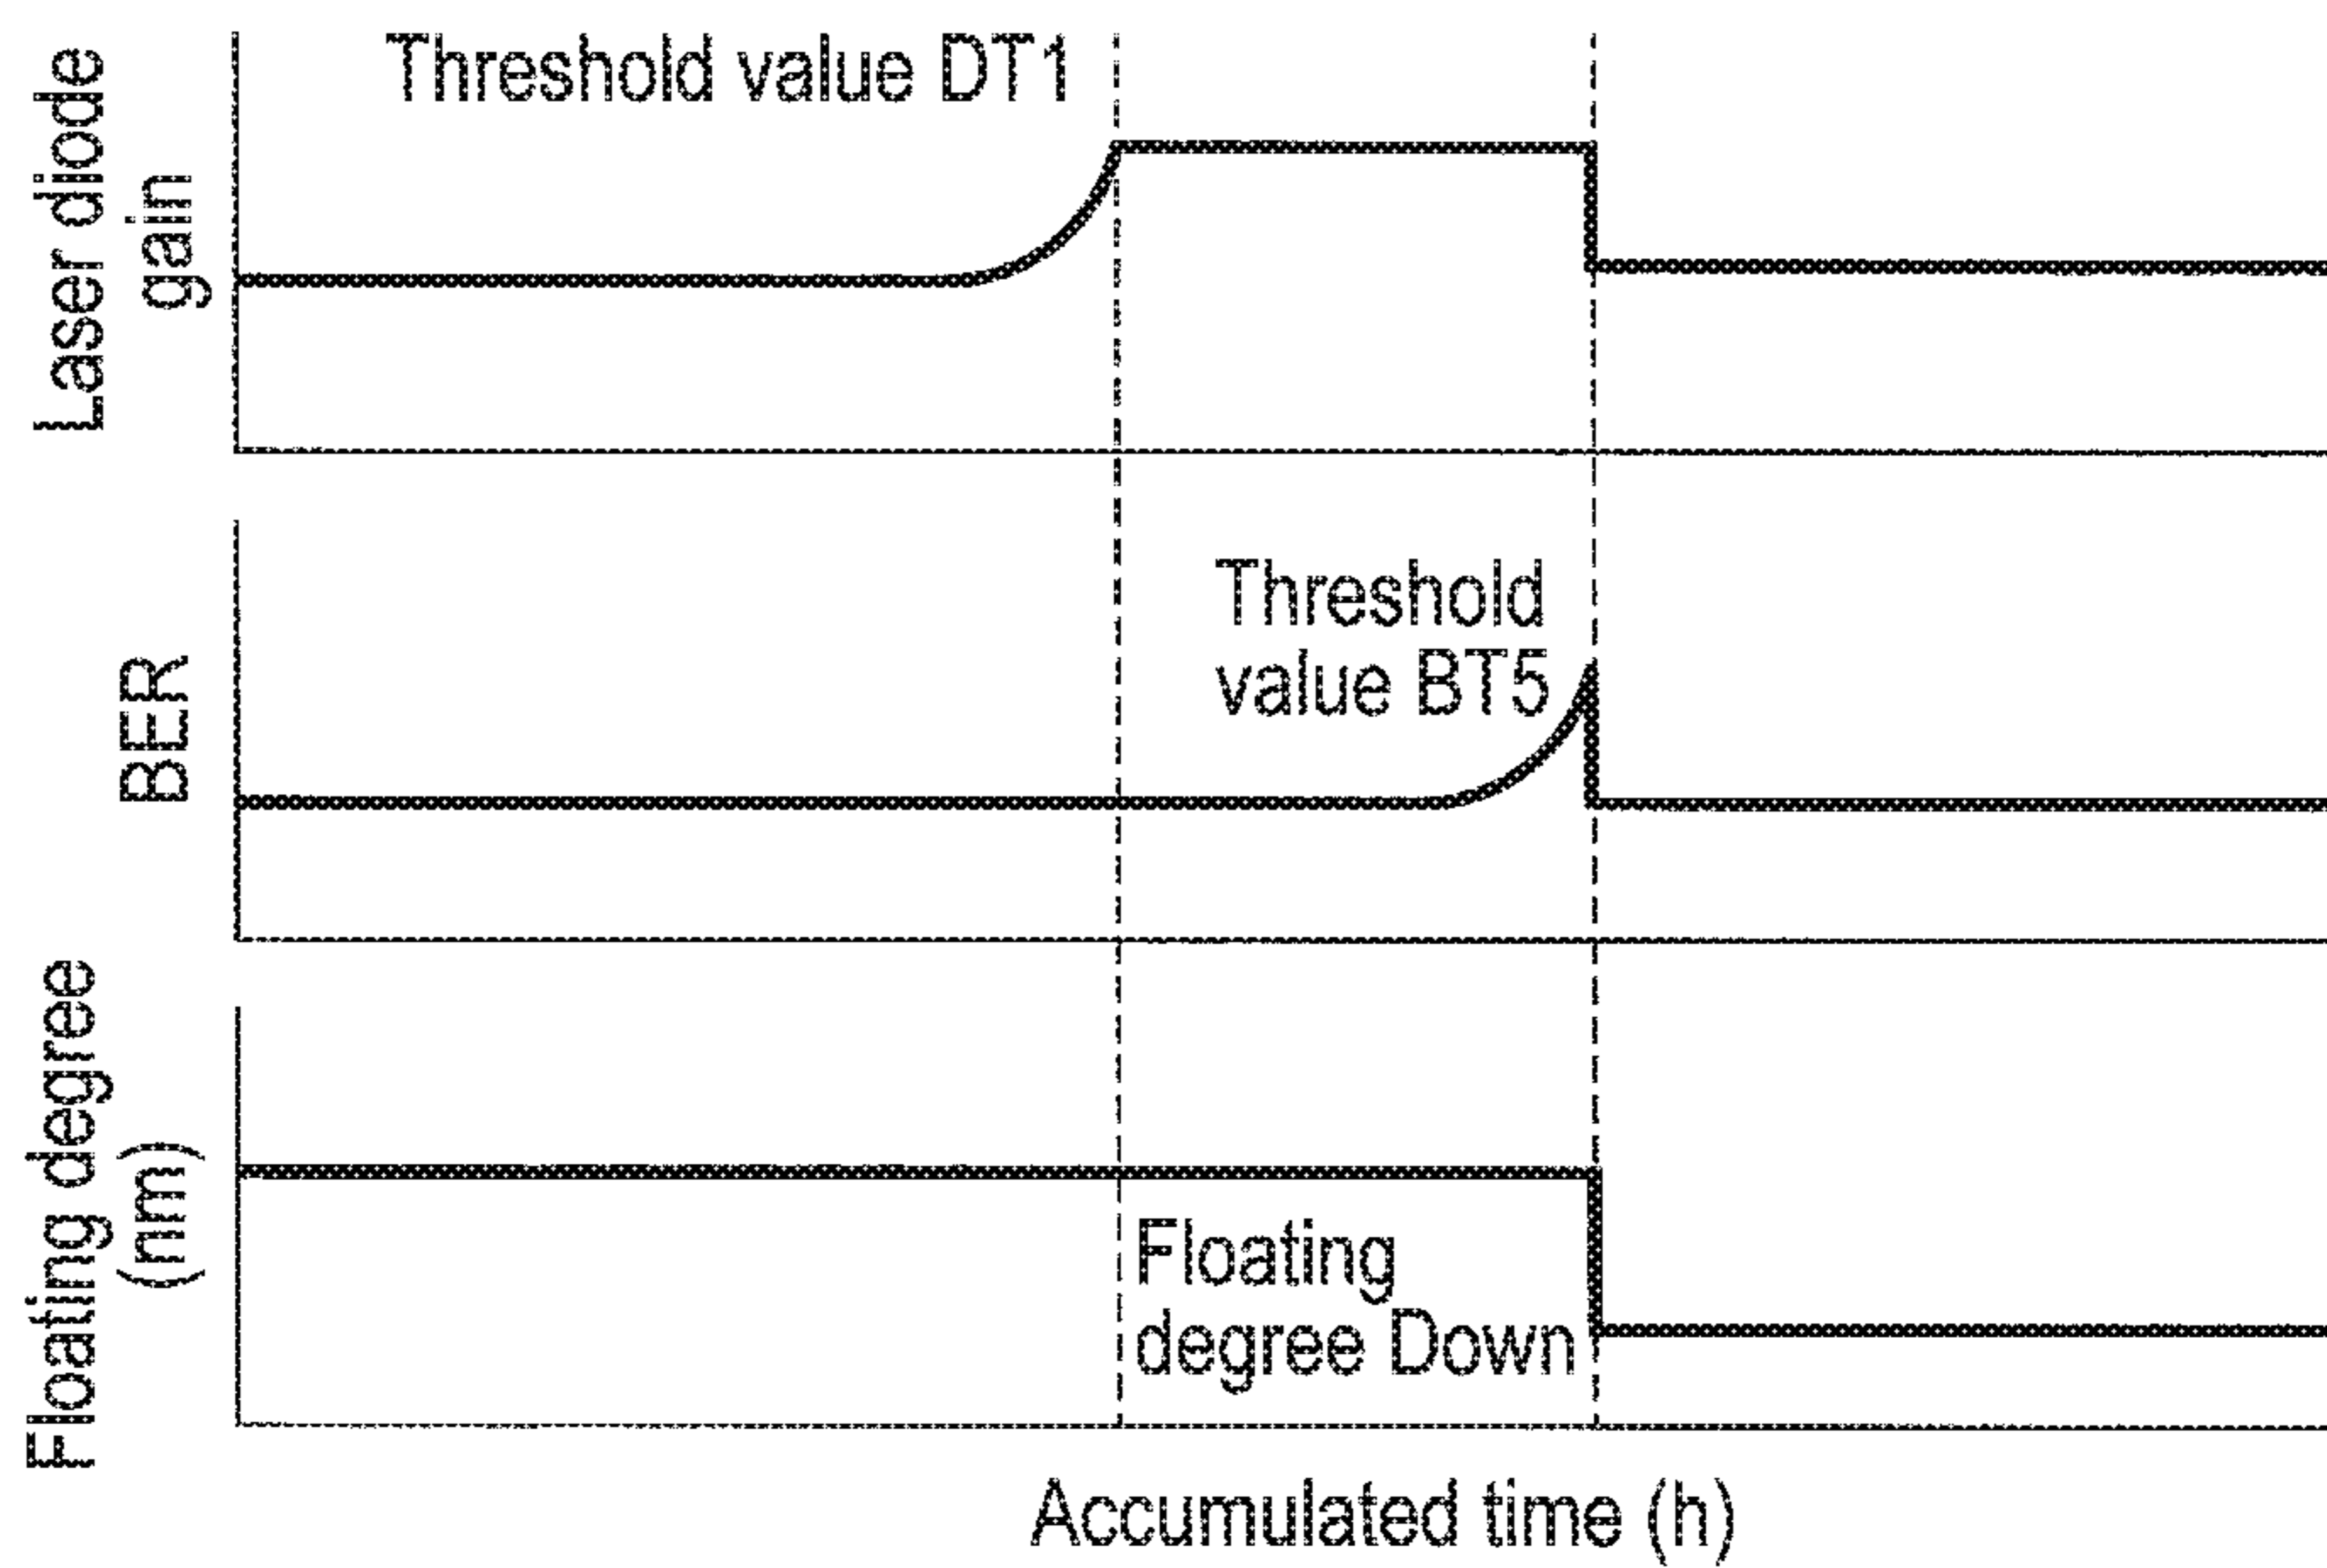 Laser diode
gain
Threshold value DT1
BER
Threshold
value BT5
Floating degree
(nm)
Floating
degree Down
Accumulated time (h)